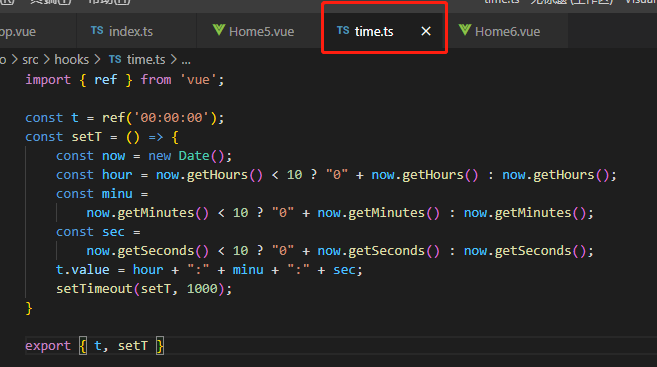 index.ts
Home5.vue
TS time.ts ×
Home6.vue
src > hooks > TS time.ts > ...
import { ref } from 'vue';
const t = ref('00:00:00');
const setT = () => {
const now = new Date();
const hour = now.getHours() < 10 ? "0" + now.getHours() : now.getHours();
const minu =
now.getMinutes() < 10 ? "0" + now.getMinutes() : now.getMinutes();
const sec =
now.getSeconds() < 10 ? "0" + now.getSeconds() : now.getSeconds();
t.value = hour + ":" + minu + ":" + sec;
setTimeout(setT, 1000);
}
export { t, setT }